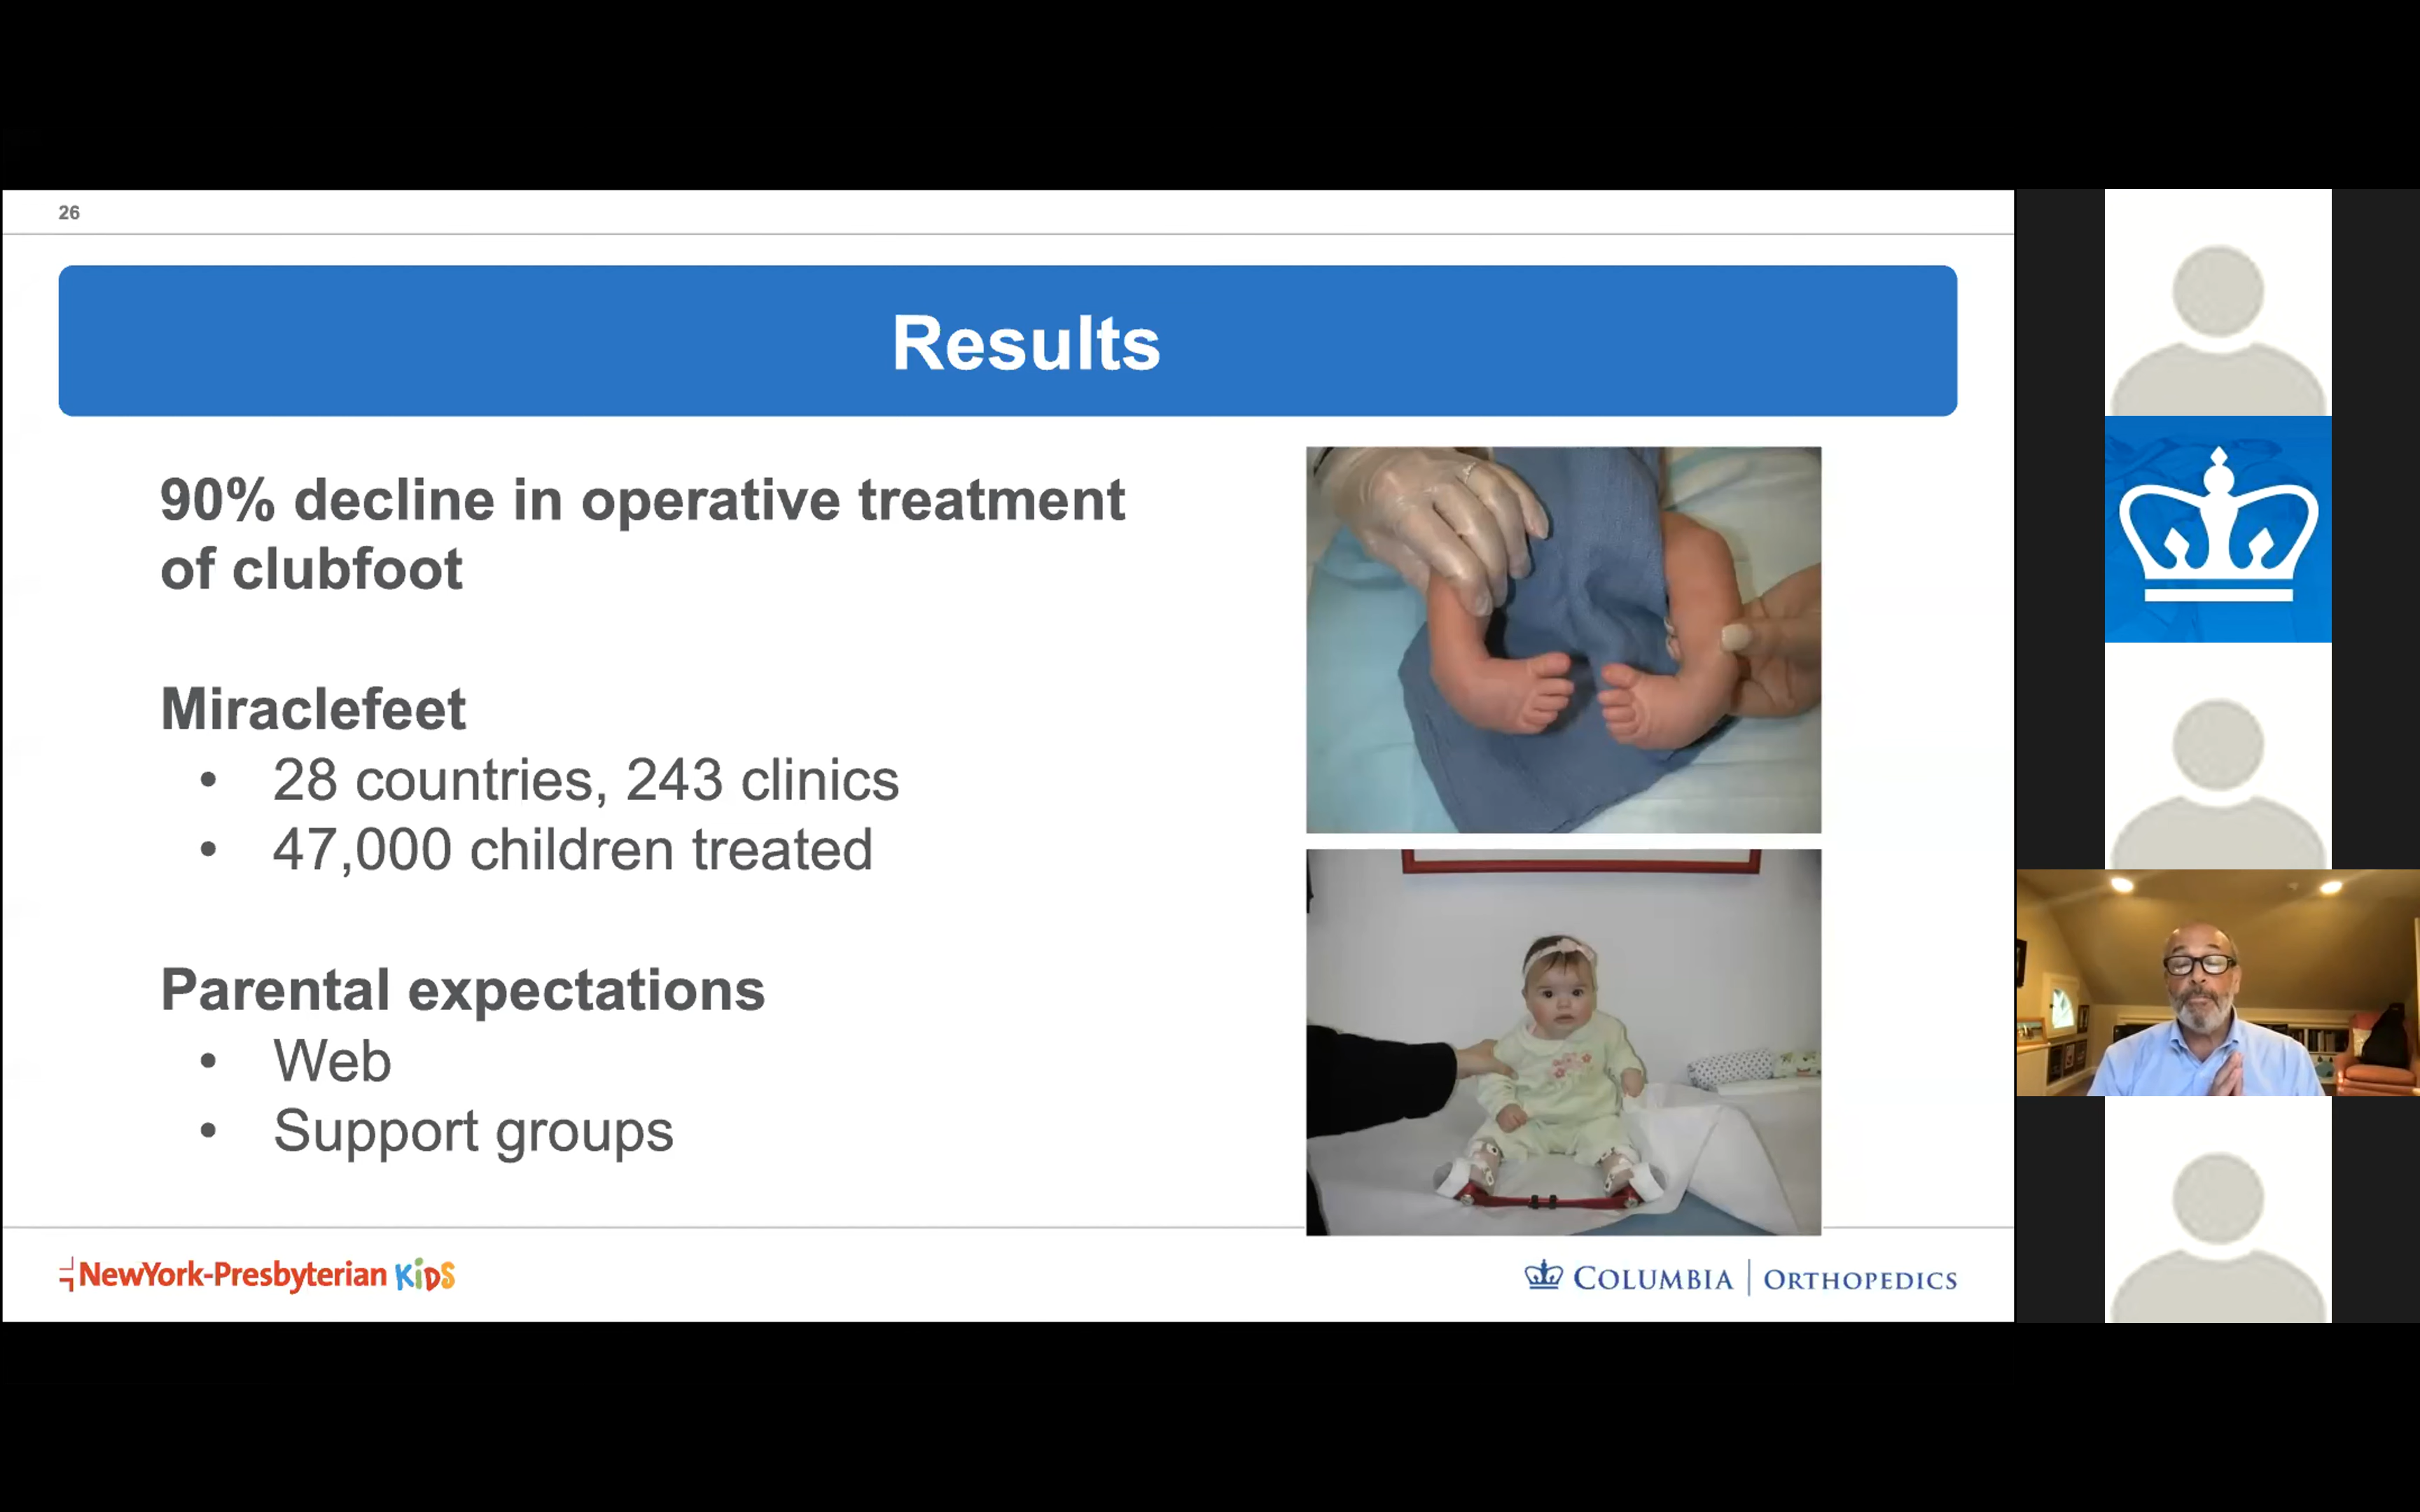 26
Results
90% decline in operative treatment
of clubfoot
Miraclefeet
• 28 countries, 243 clinics
• 47,000 children treated
Parental expectations
• Web
• Support groups
NewYork-Presbyterian KiDS
COLUMBIA | ORTHOPEDICS